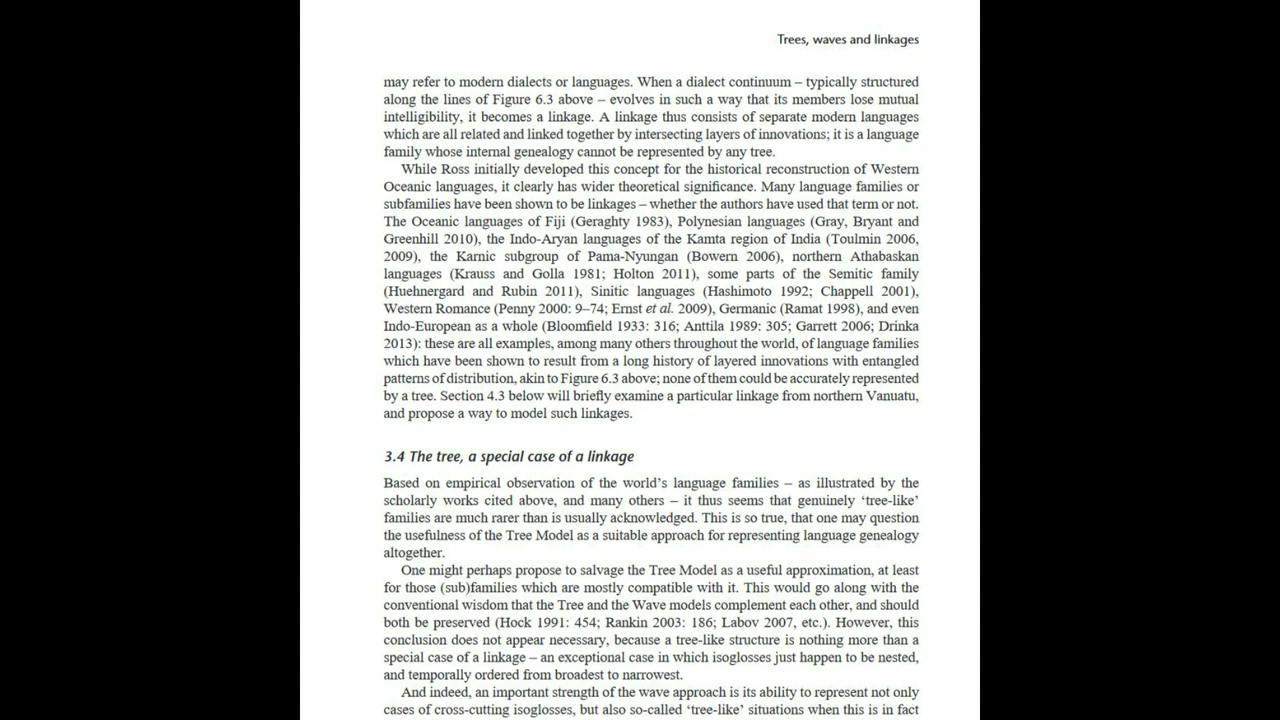 Trees, waves and linkages
may refer to modern dialects or languages. When a dialect continuum – typically structured
along the lines of Figure 6.3 above – evolves in such a way that its members lose mutual
intelligibility, it becomes a linkage. A linkage thus consists of separate modern languages
which are all related and linked together by intersecting layers of innovations; it is a language
family whose internal genealogy cannot be represented by any tree.
While Ross initially developed this concept for the historical reconstruction of Western
Oceanic languages, it clearly has wider theoretical significance. Many language families or
subfamilies have been shown to be linkages – whether the authors have used that term or not.
The Oceanic languages of Fiji (Geraghty 1983), Polynesian languages (Gray, Bryant and
Greenhill 2010), the Indo-Aryan languages of the Kamta region of India (Toulmin 2006,
2009), the Karnic subgroup of Pama-Nyungan (Bowern 2006), northern Athabaskan
languages (Krauss and Golla 1981; Holton 2011), some parts of the Semitic family
(Huehnergard and Rubin 2011), Sinitic languages (Hashimoto 1992; Chappell 2001),
Western Romance (Penny 2000: 9–74; Ernst et al. 2009), Germanic (Ramat 1998), and even
Indo-European as a whole (Bloomfield 1933: 316; Anttila 1989: 305; Garrett 2006; Drinka
2013): these are all examples, among many others throughout the world, of language families
which have been shown to result from a long history of layered innovations with entangled
patterns of distribution, akin to Figure 6.3 above; none of them could be accurately represented
by a tree. Section 4.3 below will briefly examine a particular linkage from northern Vanuatu,
and propose a way to model such linkages.
3.4 The tree, a special case of a linkage
Based on empirical observation of the world's language families – as illustrated by the
scholarly works cited above, and many others – it thus seems that genuinely 'tree-like'
families are much rarer than is usually acknowledged. This is so true, that one may question
the usefulness of the Tree Model as a suitable approach for representing language genealogy
altogether.
One might perhaps propose to salvage the Tree Model as a useful approximation, at least
for those (sub)families which are mostly compatible with it. This would go along with the
conventional wisdom that the Tree and the Wave models complement each other, and should
both be preserved (Hock 1991: 454; Rankin 2003: 186; Labov 2007, etc.). However, this
conclusion does not appear necessary, because a tree-like structure is nothing more than a
special case of a linkage – an exceptional case in which isoglosses just happen to be nested,
and temporally ordered from broadest to narrowest.
And indeed, an important strength of the wave approach is its ability to represent not only
cases of cross-cutting isoglosses, but also so-called 'tree-like' situations when this is in fact